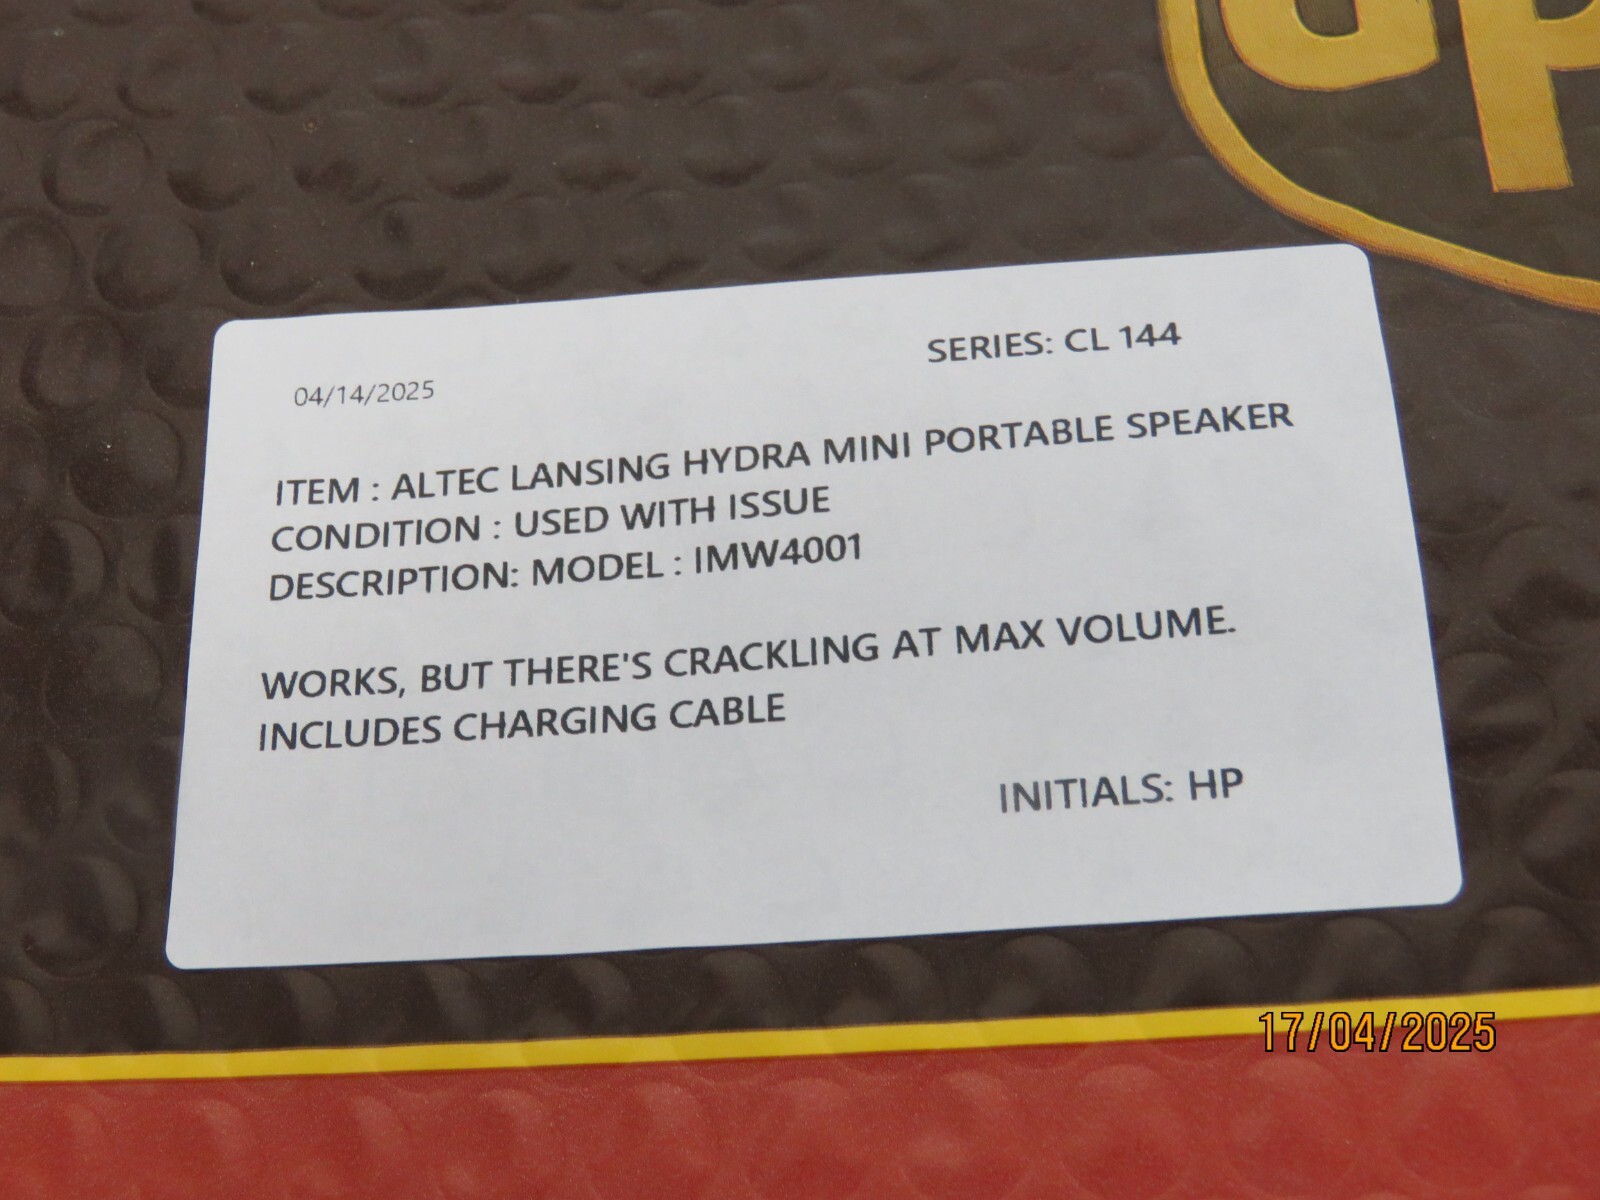 up
SERIES: CL 144
04/14/2025
ITEM : ALTEC LANSING HYDRA MINI PORTABLE SPEAKER
CONDITION : USED WITH ISSUE
DESCRIPTION: MODEL : IMW4001
WORKS, BUT THERE'S CRACKLING AT MAX VOLUME.
INCLUDES CHARGING CABLE
INITIALS: HP
17/04/2025